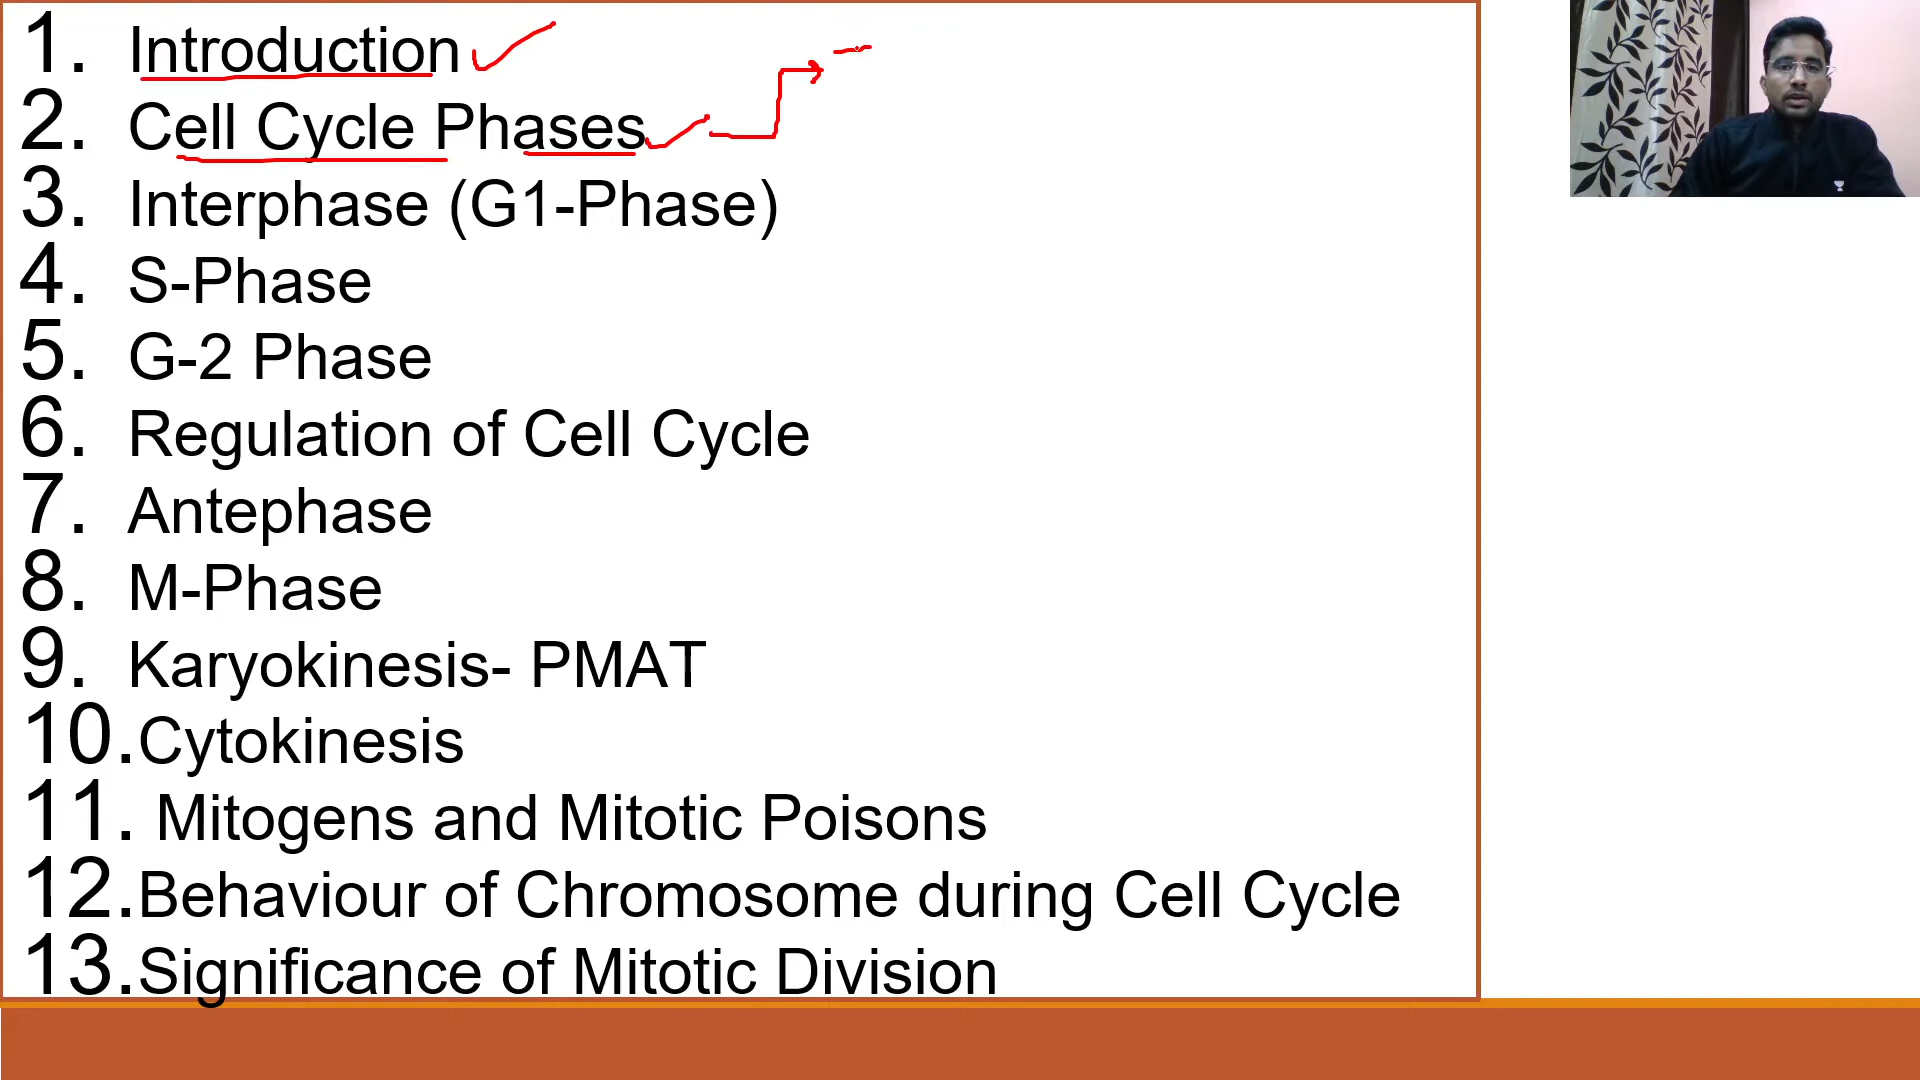 1. Introduction
2. Cell Cycle Phases
3. Interphase (G1-Phase)
4. S-Phase
5. G-2 Phase
6. Regulation of Cell Cycle
7. Antephase
8. M-Phase
9. Karyokinesis- PMAT
10.Cytokinesis
11. Mitogens and Mitotic Poisons
12.Behaviour of Chromosome during Cell Cycle
13.Significance of Mitotic Division